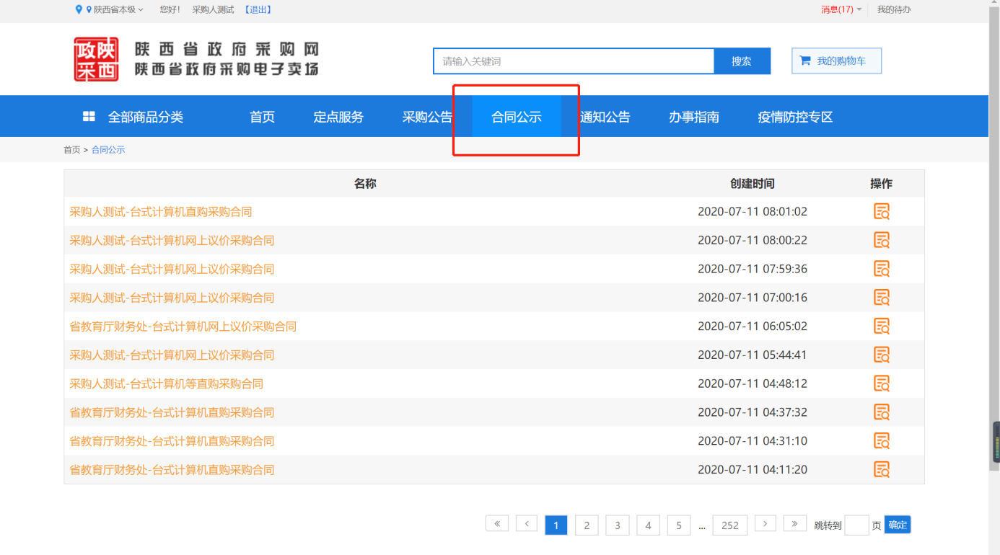 陕西省本级 您好! 采购人测试 【退出】 消息(17) 我的待办
政陕
采西
陕西省政府采购网
陕西省政府采购电子卖场
请输入关键词 搜索 我的购物车
全部商品分类 首页 定点服务 采购公告 合同公示 通知公告 办事指南 疫情防控专区
首页 > 合同公示
名称 创建时间 操作
采购人测试-台式计算机直购采购合同 2020-07-11 08:01:02
采购人测试-台式计算机网上议价采购合同 2020-07-11 08:00:22
采购人测试-台式计算机网上议价采购合同 2020-07-11 07:59:36
采购人测试-台式计算机网上议价采购合同 2020-07-11 07:00:16
省教育厅财务处-台式计算机网上议价采购合同 2020-07-11 06:05:02
采购人测试-台式计算机网上议价采购合同 2020-07-11 05:44:41
采购人测试-台式计算机等直购采购合同 2020-07-11 04:48:12
省教育厅财务处-台式计算机直购采购合同 2020-07-11 04:37:32
省教育厅财务处-台式计算机直购采购合同 2020-07-11 04:31:10
省教育厅财务处-台式计算机直购采购合同 2020-07-11 04:11:20
« ‹ 1 2 3 4 5 ... 252 › » 跳转到 页 确定